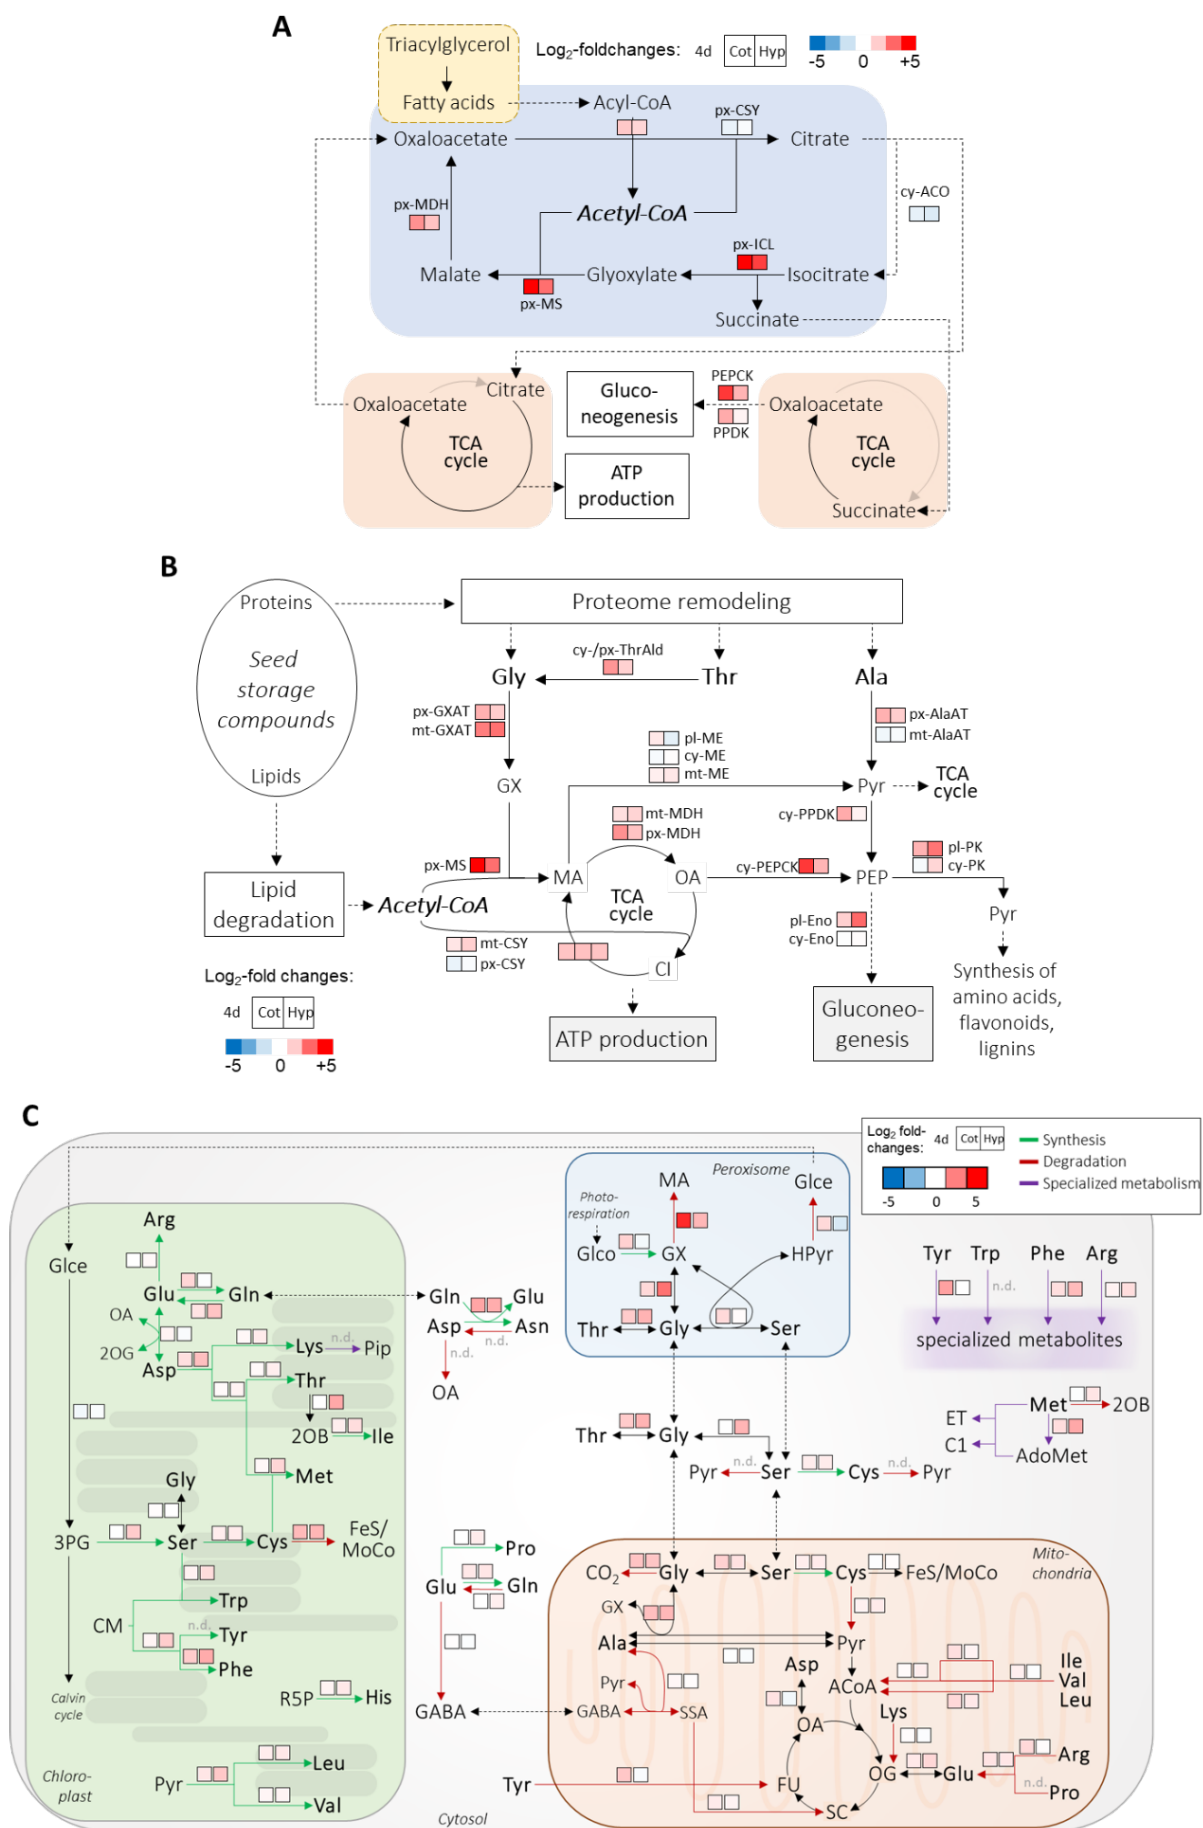 A
Triacylglycerol
Log2-foldchanges: 4d Cot Hyp
-5 0 +5
Fatty acids
Acyl-CoA
px-CSY
Oxaloacetate
Citrate
cy-ACO
px-MDH
Acetyl-CoA
px-ICL
Malate
Glyoxylate
Isocitrate
px-MS
Succinate
PEPCK
Citrate
Gluco-
neogenesis
Oxaloacetate
Oxaloacetate
PPDK
TCA
cycle
TCA
cycle
ATP
production
Succinate
B
Proteins
Proteome remodeling
Seed
storage
compounds
cy-/px-ThrAld
Gly
Thr
Ala
px-GXAT
mt-GXAT
px-AlaAT
mt-AlaAT
pl-ME
cy-ME
mt-ME
Lipids
GX
Pyr
TCA
cycle
mt-MDH
px-MDH
cy-PPDK
pl-PK
cy-PK
px-MS
MA
OA
cy-PEPCK
PEP
Lipid
degradation
Acetyl-CoA
TCA
cycle
Pyr
pl-Eno
cy-Eno
mt-CSY
px-CSY
CI
Log2-fold changes:
4d Cot Hyp
-5 0 +5
Synthesis of
amino acids,
flavonoids,
lignins
ATP production
Gluconeo-
genesis
C
Log2 fold-
changes:
4d Cot Hyp
-5 0 5
Synthesis
Degradation
Specialized metabolism
Peroxisome
MA
Glce
Photo-
respiration
Glco
GX
HPyr
Thr
Gly
Ser
Arg
Glce
Glu
Gln
OA
2OG
Asp
Lys
n.d.
Pip
Thr
2OB
Ile
Met
Gly
3PG
Ser
Cys
FeS/
MoCo
Trp
CM
n.d.
Tyr
Phe
Calvin
cycle
R5P
His
Chloro-
plast
Pyr
Leu
Val
Gln
Glu
Asp
Asn
n.d.
n.d.
OA
Tyr
Trp
Phe
Arg
n.d.
specialized metabolites
Met
2OB
ET
C1
AdoMet
Thr
Gly
Pyr
n.d.
Ser
Cys
n.d.
Pyr
Pro
Glu
Gln
GABA
Mito-
chondria
CO2
Gly
Ser
Cys
FeS/MoCo
GX
Ala
Pyr
Pyr
Asp
Ile
Val
Leu
ACoA
GABA
SSA
Lys
OA
Arg
Tyr
FU
OG
Glu
n.d.
Pro
SC
Cytosol